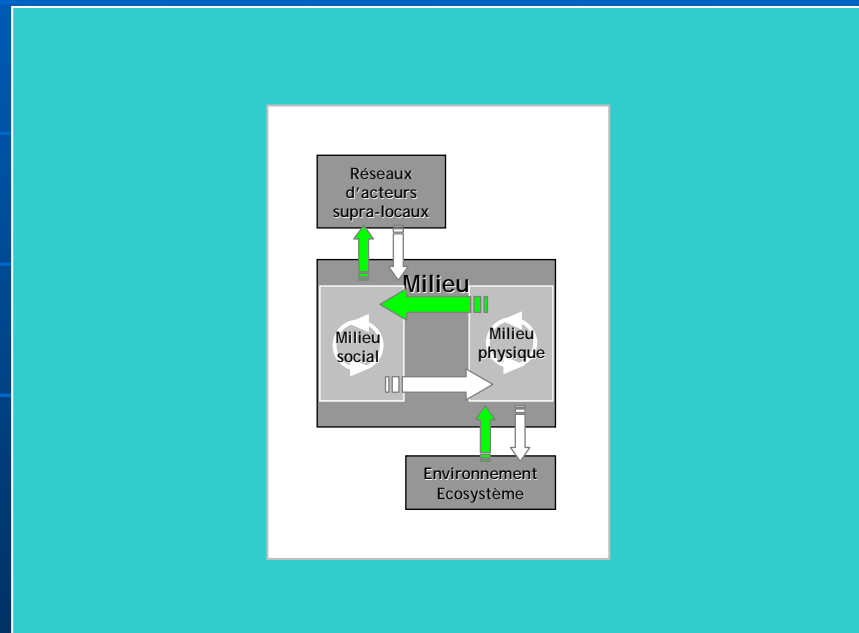 Réseaux
d'acteurs
supra-locaux
Milieu
Milieu
social
Milieu
physique
Environnement
Ecosystème